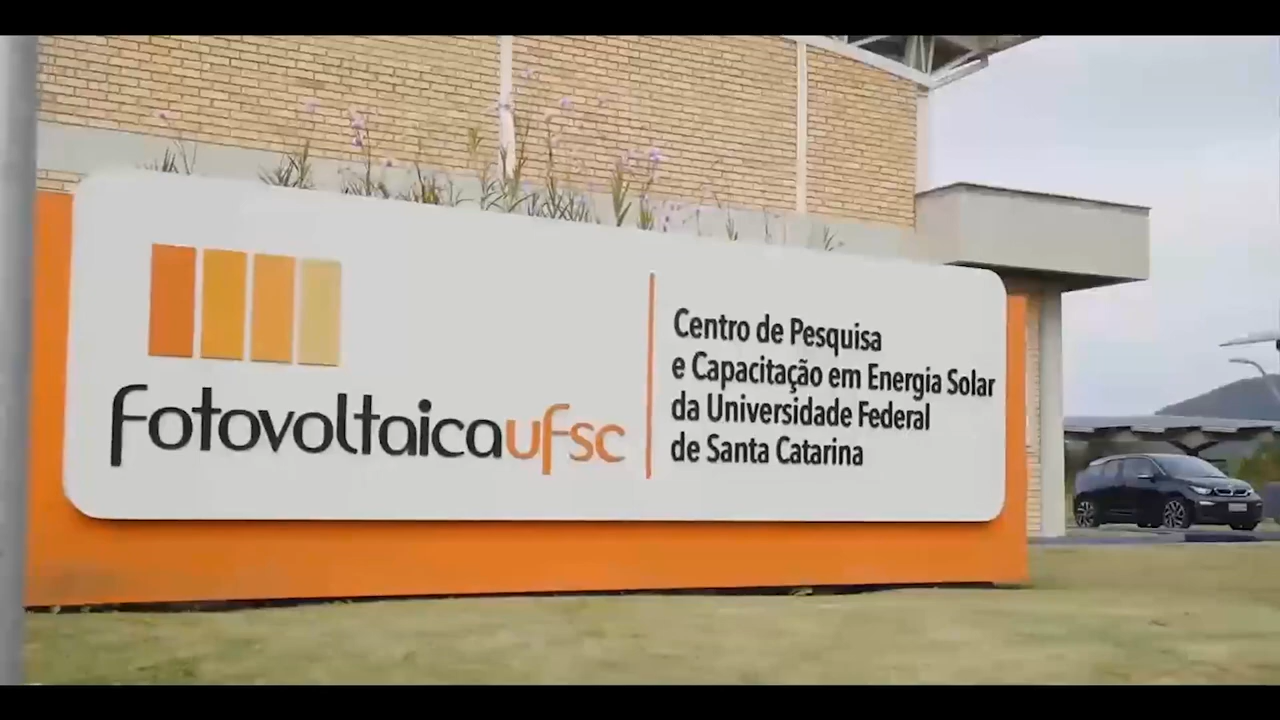 fotovoltaicaufsc
Centro de Pesquisa
e Capacitação em Energia Solar
da Universidade Federal
de Santa Catarina